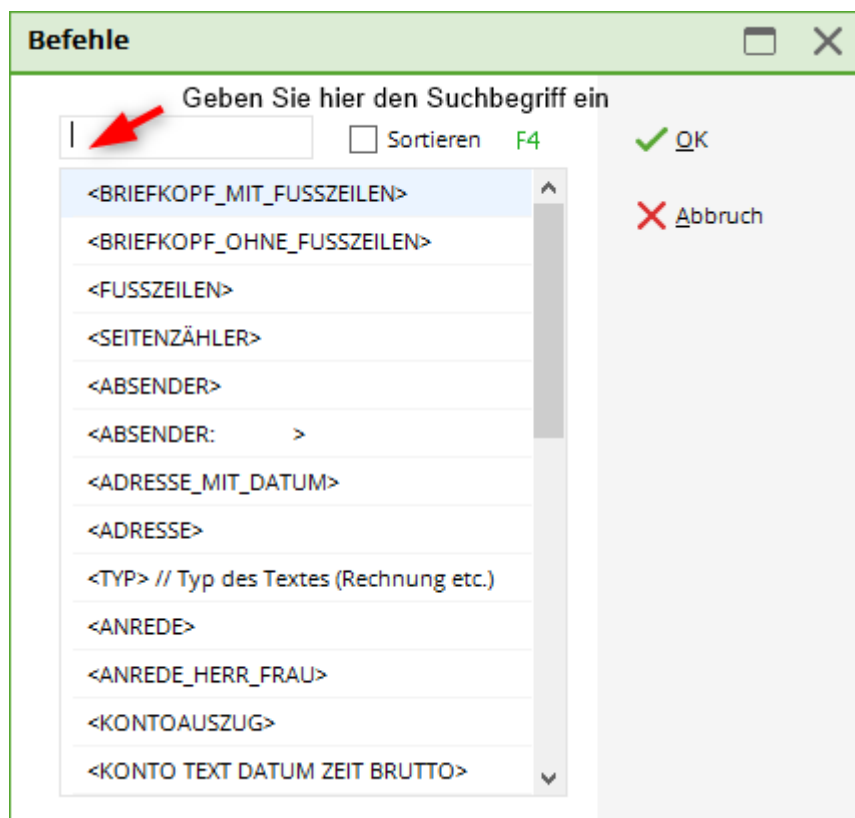 Befehle
Geben Sie hier den Suchbegriff ein
Sortieren F4
OK
Abbruch
<BRIEFKOPF_MIT_FUSSZEILEN>
<BRIEFKOPF_OHNE_FUSSZEILEN>
<FUSSZEILEN>
<SEITENZÄHLER>
<ABSENDER>
<ABSENDER: >
<ADRESSE_MIT_DATUM>
<ADRESSE>
<TYP> // Typ des Textes (Rechnung etc.)
<ANREDE>
<ANREDE_HERR_FRAU>
<KONTOAUSZUG>
<KONTO TEXT DATUM ZEIT BRUTTO>